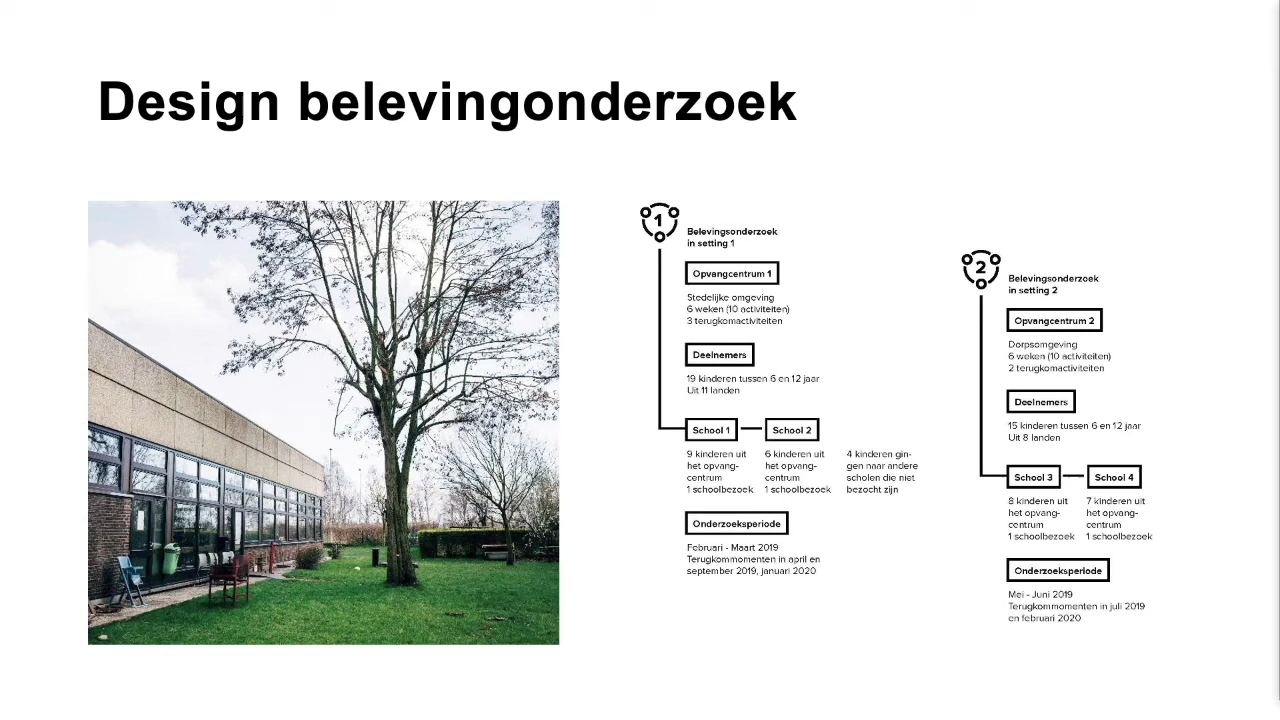 Design belevingonderzoek
1
Belevingsonderzoek
in setting 1
Opvangcentrum 1
Stedelijke omgeving
6 weken (10 activiteiten)
3 terugkomactiviteiten
Deelnemers
19 kinderen tussen 6 en 12 jaar
Uit 11 landen
School 1
9 kinderen uit
het opvang-
centrum
1 schoolbezoek
School 2
6 kinderen uit
het opvang-
centrum
1 schoolbezoek
4 kinderen gin-
gen naar andere
scholen die niet
bezocht zijn
Onderzoeksperiode
Februari - Maart 2019
Terugkommomenten in april en
september 2019, januari 2020
2
Belevingsonderzoek
in setting 2
Opvangcentrum 2
Dorpsomgeving
6 weken (10 activiteiten)
2 terugkomactiviteiten
Deelnemers
15 kinderen tussen 6 en 12 jaar
Uit 8 landen
School 3
8 kinderen uit
het opvang-
centrum
1 schoolbezoek
School 4
7 kinderen uit
het opvang-
centrum
1 schoolbezoek
Onderzoeksperiode
Mei - Juni 2019
Terugkommomenten in juli 2019
en februari 2020